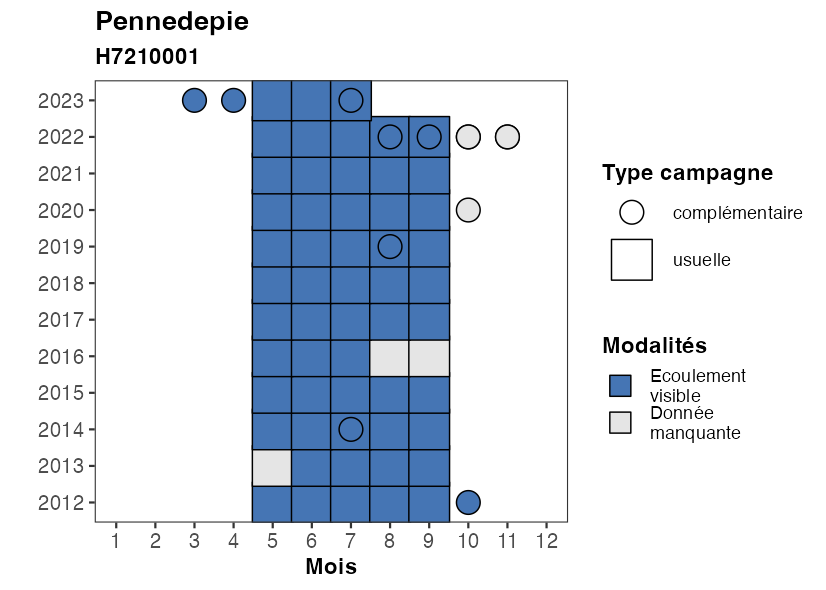 Pennedepie
H7210001
2023
2022
2021
2020
2019
2018
2017
2016
2015
2014
2013
2012
1 2 3 4 5 6 7 8 9 10 11 12
Mois
Type campagne
complémentaire
usuelle
Modalités
Ecoulement
visible
Donnée
manquante